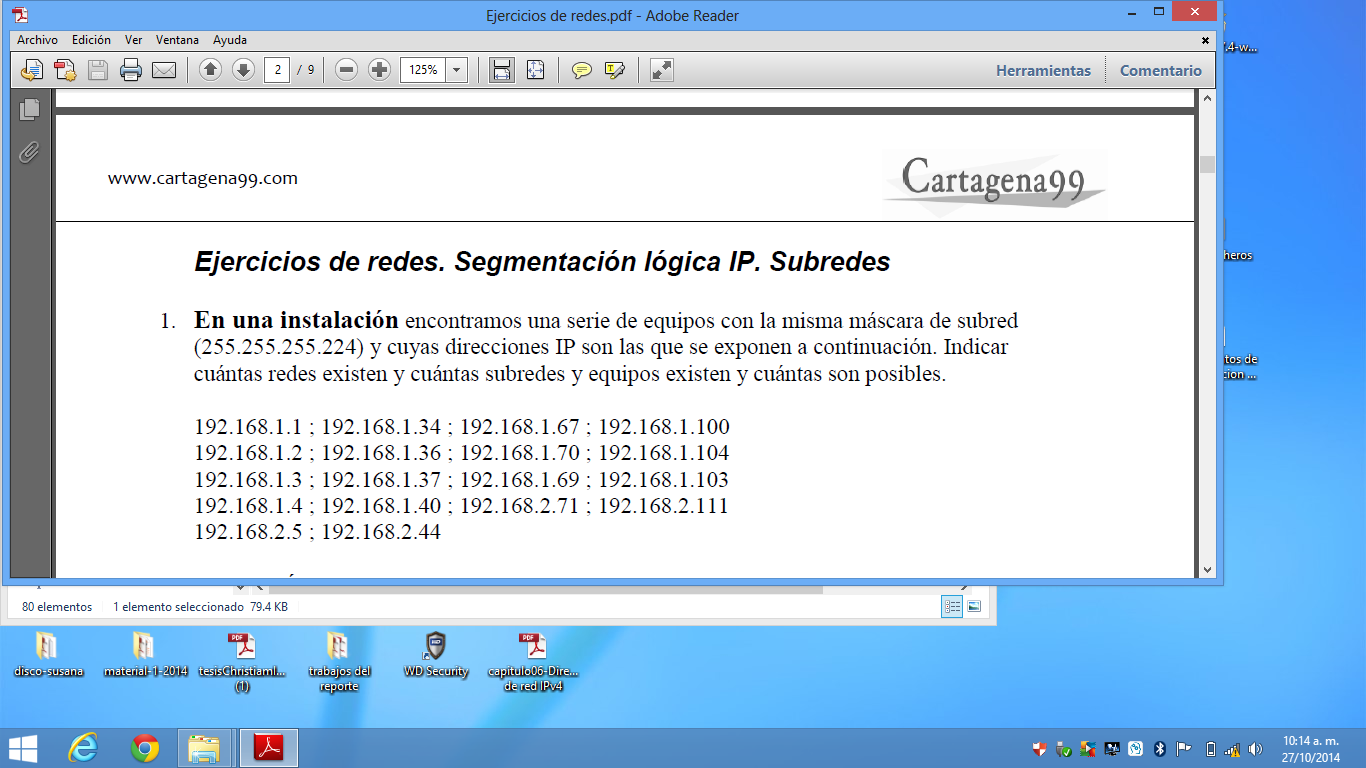 Ejercicios de redes.pdf - Adobe Reader
Archivo Edición Ver Ventana Ayuda
2 / 9 125% Herramientas Comentario
www.cartagena99.com Cartagena99
Ejercicios de redes. Segmentación lógica IP. Subredes
1. En una instalación encontramos una serie de equipos con la misma máscara de subred
(255.255.255.224) y cuyas direcciones IP son las que se exponen a continuación. Indicar
cuántas redes existen y cuántas subredes y equipos existen y cuántas son posibles.
192.168.1.1 ; 192.168.1.34 ; 192.168.1.67 ; 192.168.1.100
192.168.1.2 ; 192.168.1.36 ; 192.168.1.70 ; 192.168.1.104
192.168.1.3 ; 192.168.1.37 ; 192.168.1.69 ; 192.168.1.103
192.168.1.4 ; 192.168.1.40 ; 192.168.2.71 ; 192.168.2.111
192.168.2.5 ; 192.168.2.44
.4-w...
heros
tos de
cion ...
80 elementos 1 elemento seleccionado 79.4 KB
disco-susana
material-1-2014
tesisChristiamI...
(1)
trabajos del
reporte
WD Security
capitulo06-Dire...
de red IPv4
10:14 a. m.
27/10/2014